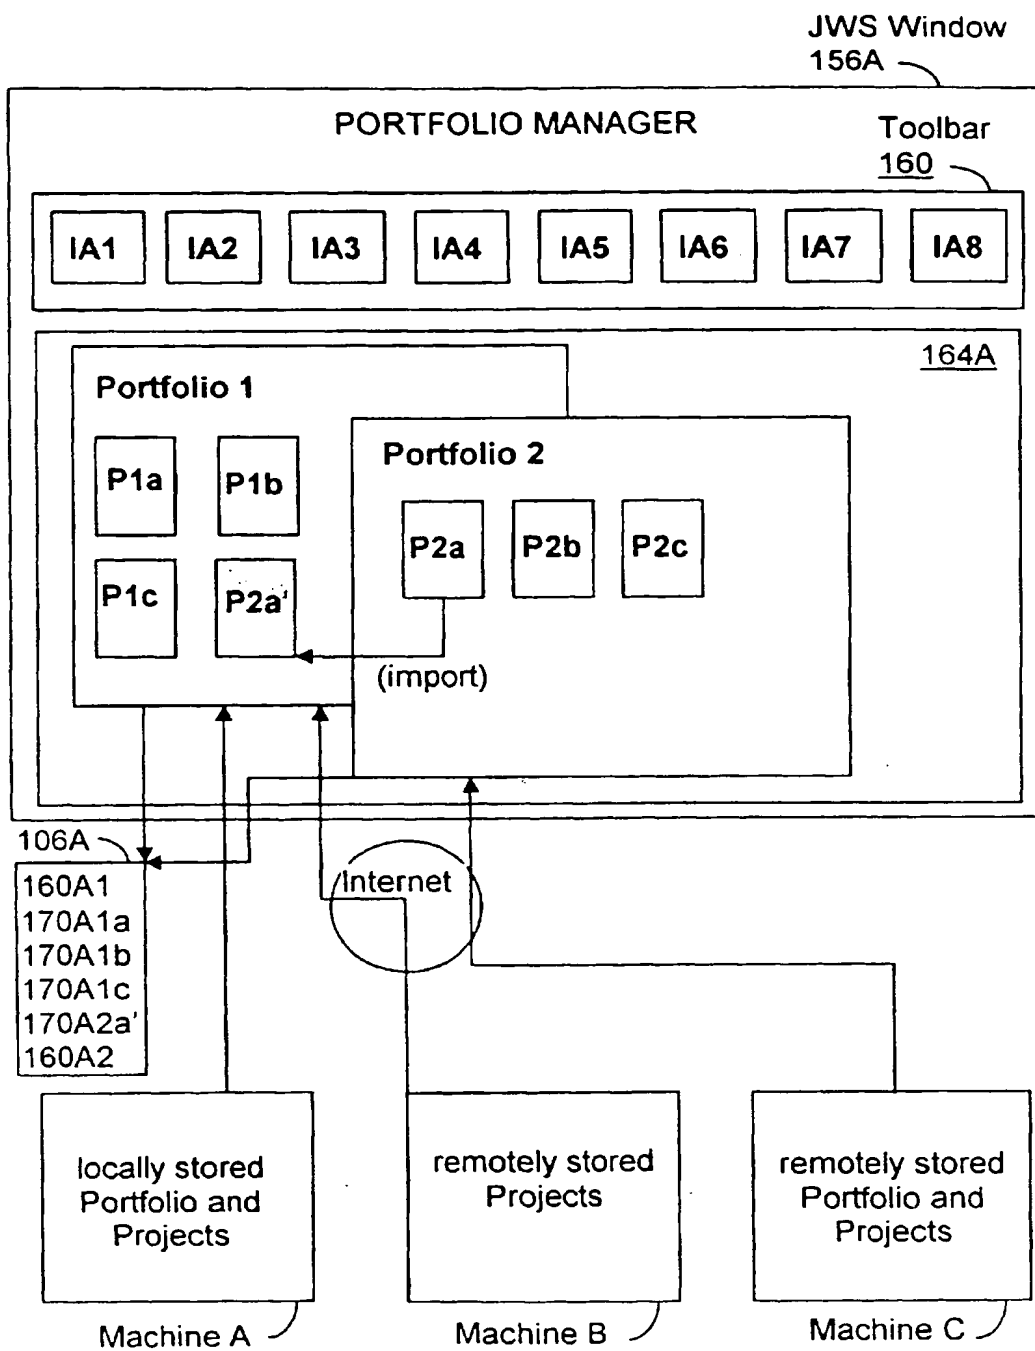 JWS Window
156A
PORTFOLIO MANAGER
Toolbar
160
IA1 IA2 IA3 IA4 IA5 IA6 IA7 IA8
164A
Portfolio 1
P1a P1b
P1c P2a'
Portfolio 2
P2a P2b P2c
(import)
106A
160A1
170A1a
170A1b
170A1c
170A2a'
160A2
Internet
locally stored
Portfolio and
Projects
remotely stored
Projects
remotely stored
Portfolio and
Projects
Machine A
Machine B
Machine C